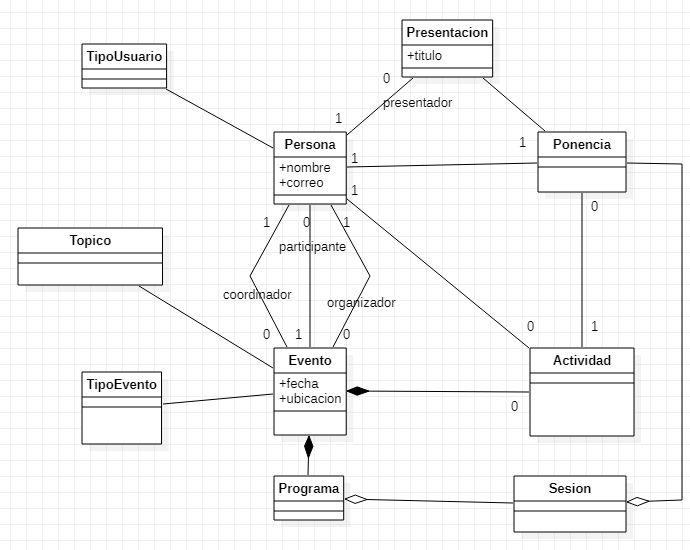 Presentacion
+titulo
TipoUsuario
0
presentador
1
Persona
+nombre
+correo
1
1
1
Ponencia
0
1
0
1
participante
Topico
coordinador
organizador
0
1
0
0
1
Evento
+fecha
+ubicacion
Actividad
TipoEvento
0
Programa
Sesion